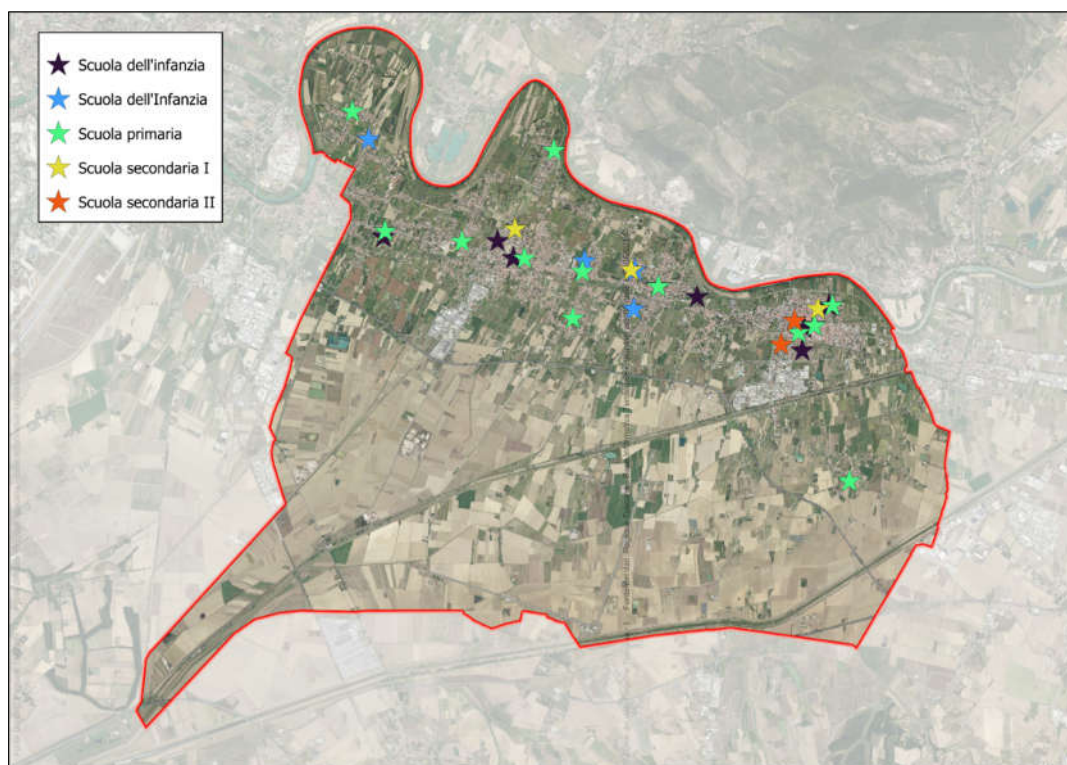 Scuola dell'infanzia
Scuola dell'Infanzia
Scuola primaria
Scuola secondaria I
Scuola secondaria II